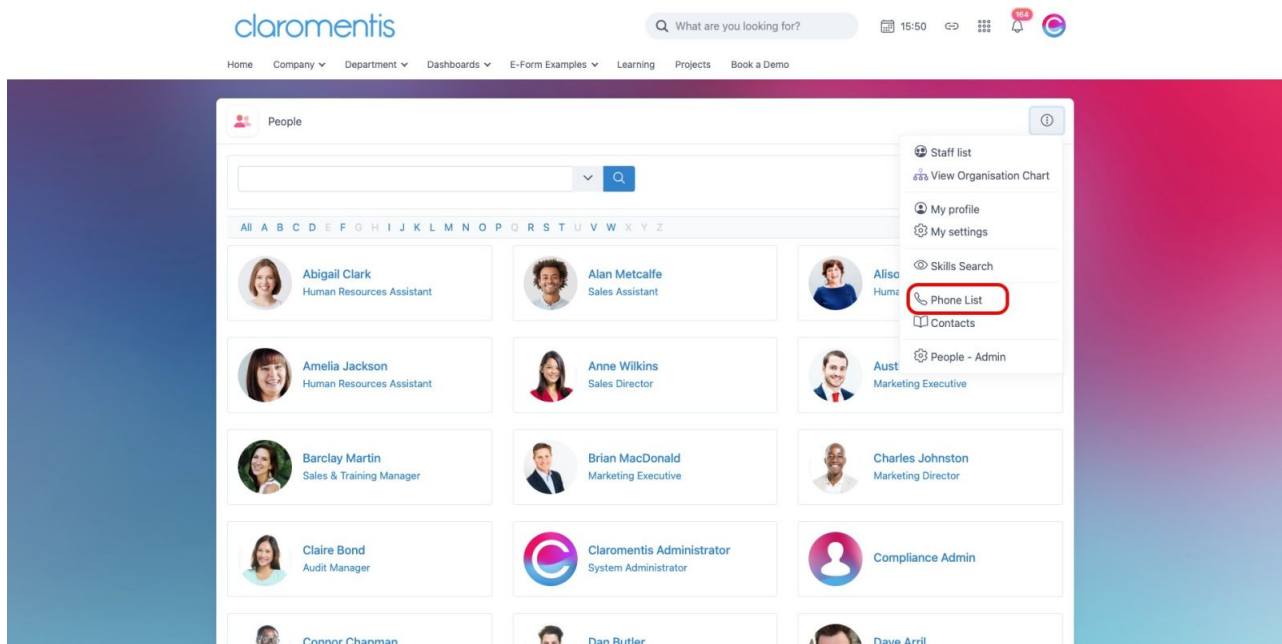 claromentis
What are you looking for?
15:50
164
Home Company Department Dashboards E-Form Examples Learning Projects Book a Demo
People
Staff list
View Organisation Chart
My profile
My settings
Skills Search
Phone List
Contacts
People - Admin
All A B C D E F G H I J K L M N O P Q R S T U V W X Y Z
Abigail Clark
Human Resources Assistant
Alan Metcalfe
Sales Assistant
Aliso
Huma
Amelia Jackson
Human Resources Assistant
Anne Wilkins
Sales Director
Aust
Marketing Executive
Barclay Martin
Sales & Training Manager
Brian MacDonald
Marketing Executive
Charles Johnston
Marketing Director
Claire Bond
Audit Manager
Claromentis Administrator
System Administrator
Compliance Admin
Connor Chapman
Dan Butler
Dave Arril